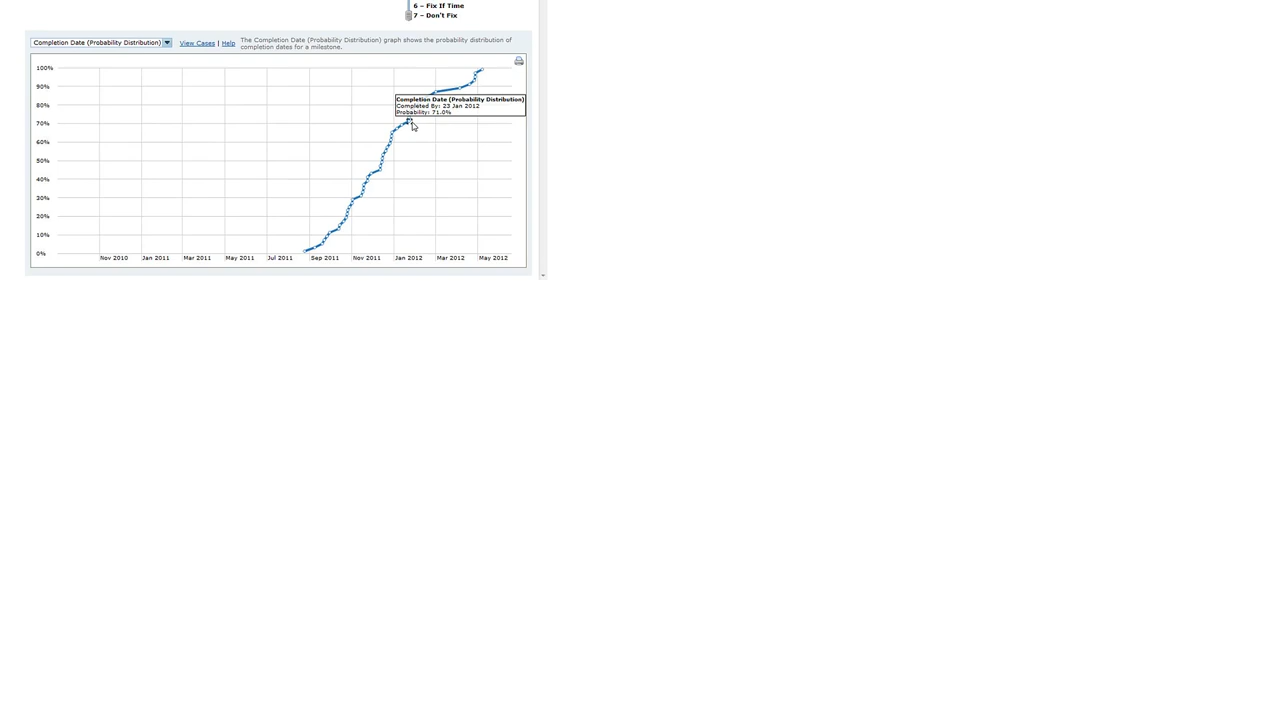 6 – Fix If Time
7 – Don't Fix
Completion Date (Probability Distribution)
View Cases | Help
The Completion Date (Probability Distribution) graph shows the probability distribution of
completion dates for a milestone.
100%
90%
80%
70%
60%
50%
40%
30%
20%
10%
0%
Completion Date (Probability Distribution)
Completed By: 23 Jan 2012
Probability: 71.0%
Nov 2010 Jan 2011 Mar 2011 May 2011 Jul 2011 Sep 2011 Nov 2011 Jan 2012 Mar 2012 May 2012